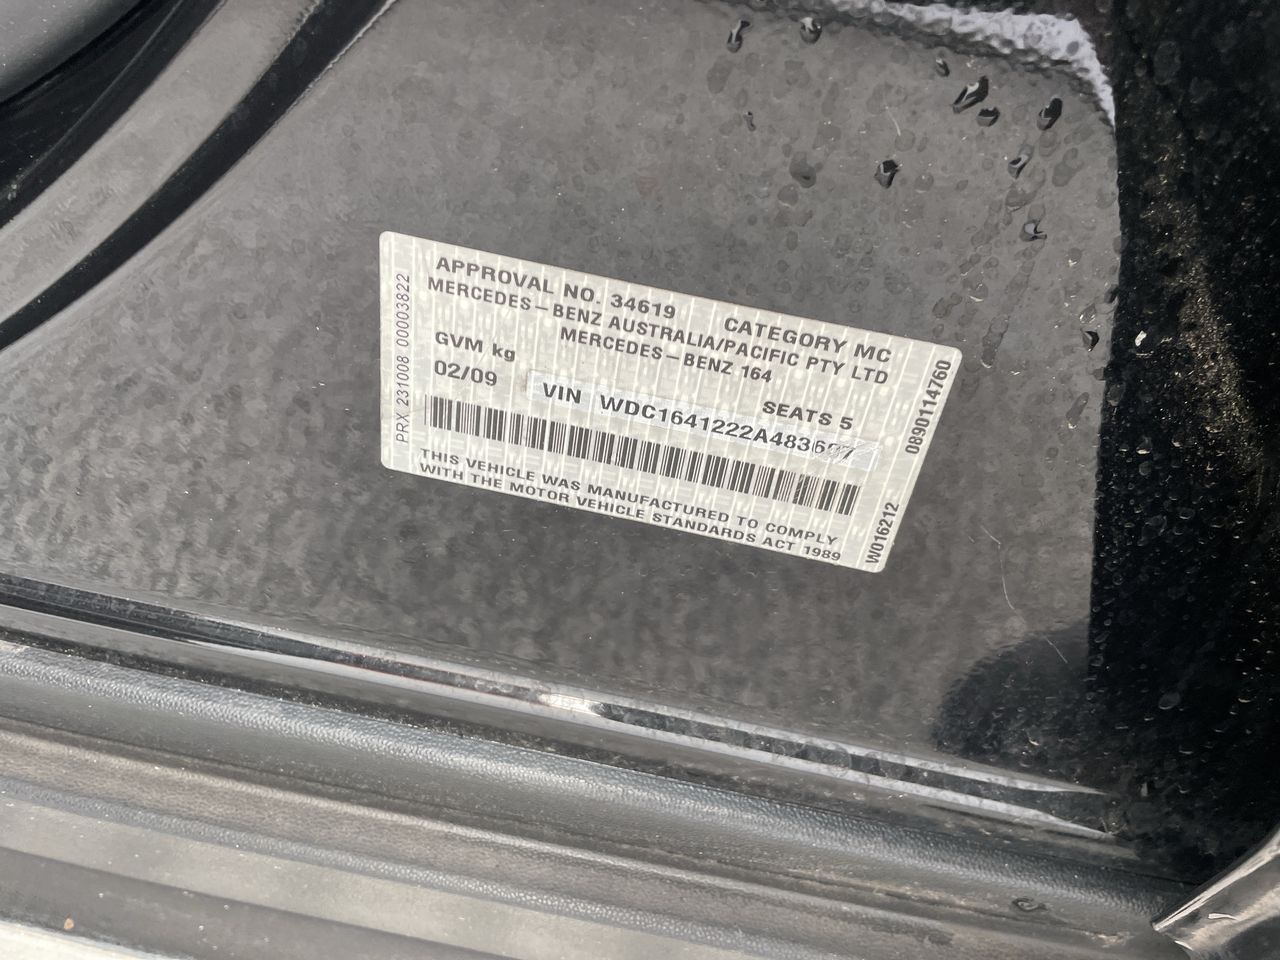 APPROVAL NO. 34619 CATEGORY MC
MERCEDES-BENZ AUSTRALIA/PACIFIC PTY LTD
MERCEDES-BENZ 164
GVM kg
02/09 SEATS 5
VIN
THIS VEHICLE WAS MANUFACTURED TO COMPLY
WITH THE MOTOR VEHICLE STANDARDS ACT 1989
PRX 231008 00003822
0890114760
W016212